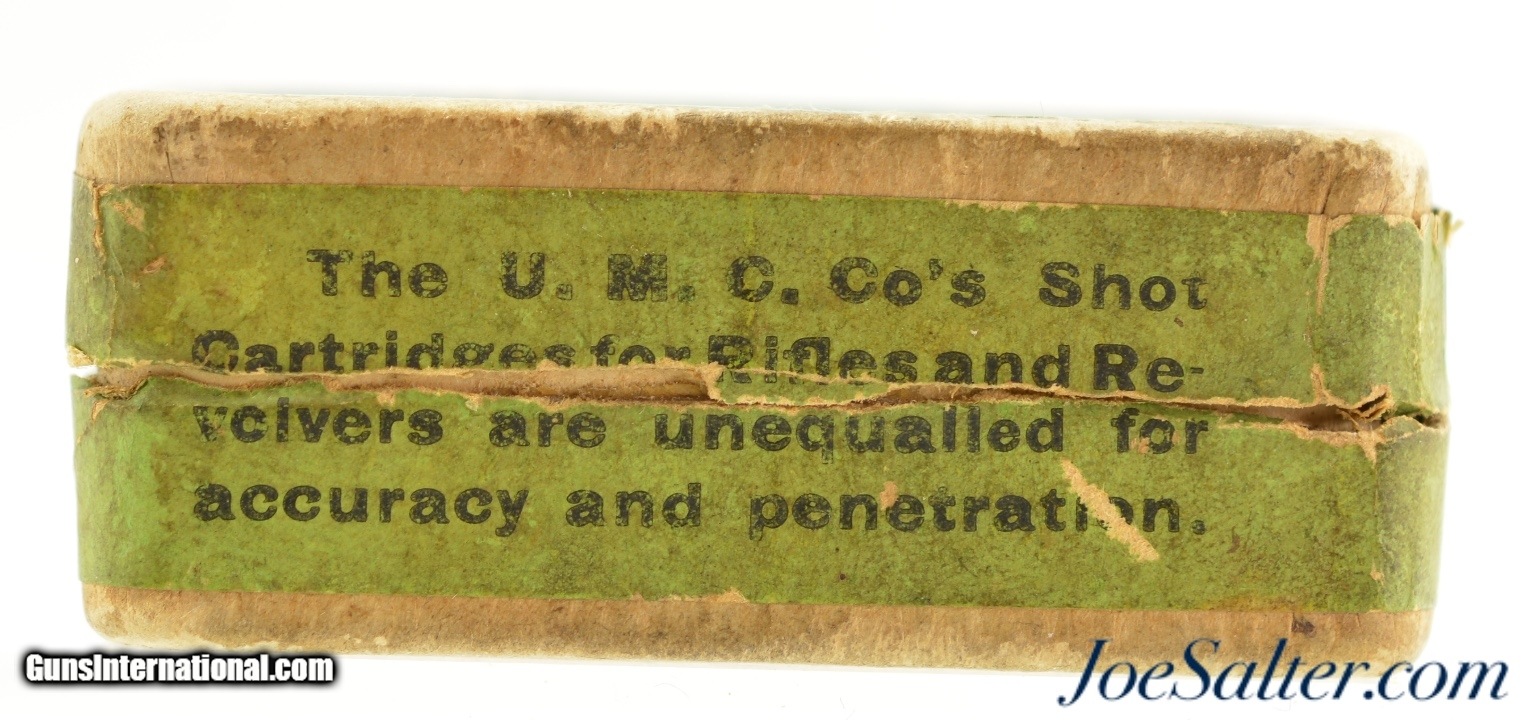 The U. M. C. Co's Shot
Cartridges for Rifles and Re-
volvers are unequalled for
accuracy and penetration.
GunsInternational.com
JoeSalter.com